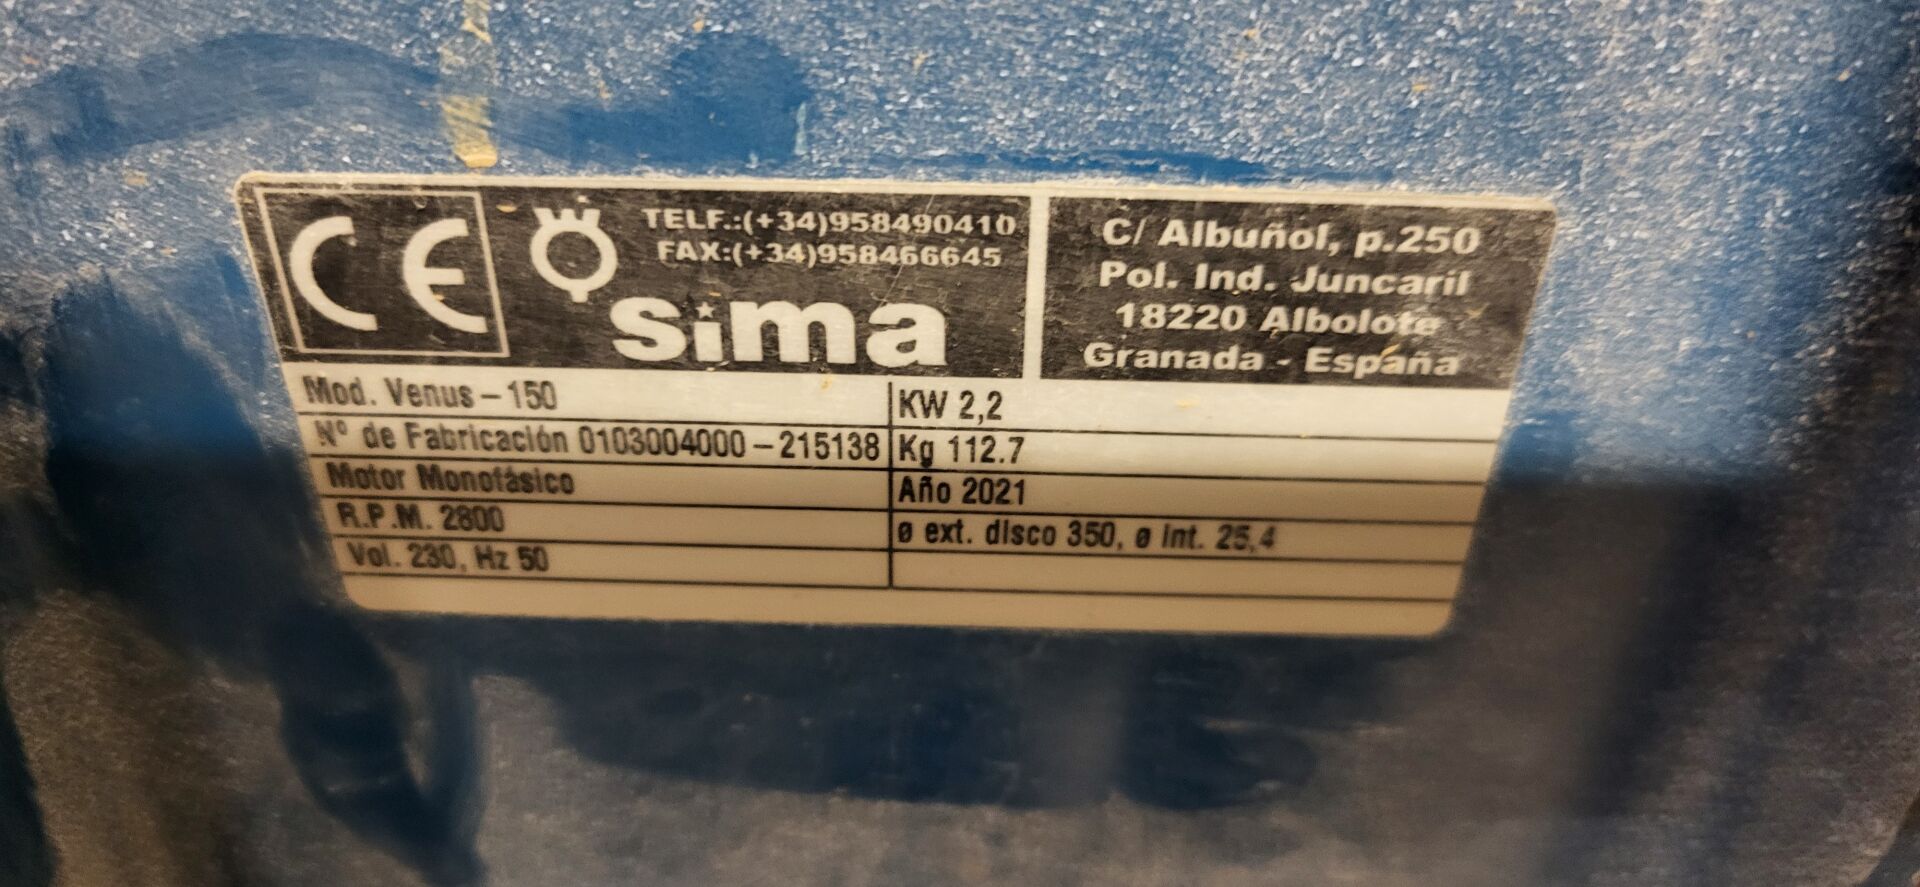 CE
TELF.:(+34)958490410
FAX:(+34)958466645
sima
C/ Albuñol, p.250
Pol. Ind. Juncaril
18220 Albolote
Granada - España
Mod. Venus - 150
KW 2,2
Nº de Fabricación 0103004000 - 215138
Kg 112.7
Motor Monofásico
Año 2021
R.P.M. 2800
ø ext. disco 350, ø int. 25,4
Vol. 230, Hz 50